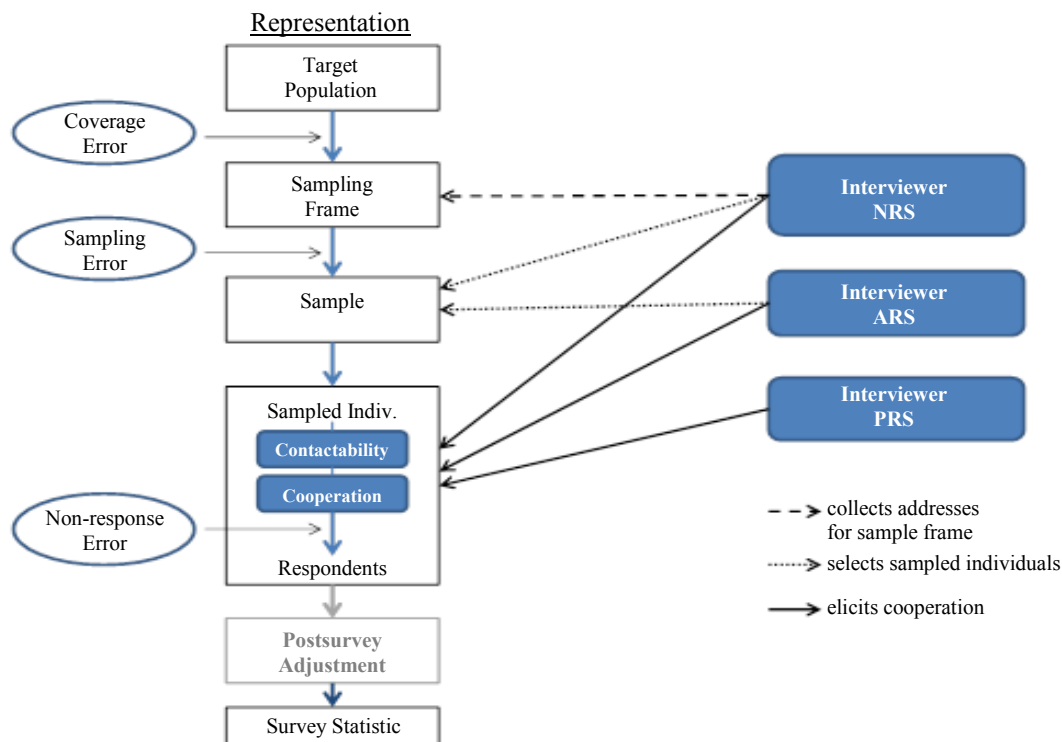 Representation
Target
Population
Coverage
Error
Sampling
Frame
Interviewer
NRS
Sampling
Error
Sample
Interviewer
ARS
Sampled Indiv.
Contactability
Cooperation
Interviewer
PRS
Non-response
Error
Respondents
collects addresses
for sample frame
selects sampled individuals
elicits cooperation
Postsurvey
Adjustment
Survey Statistic